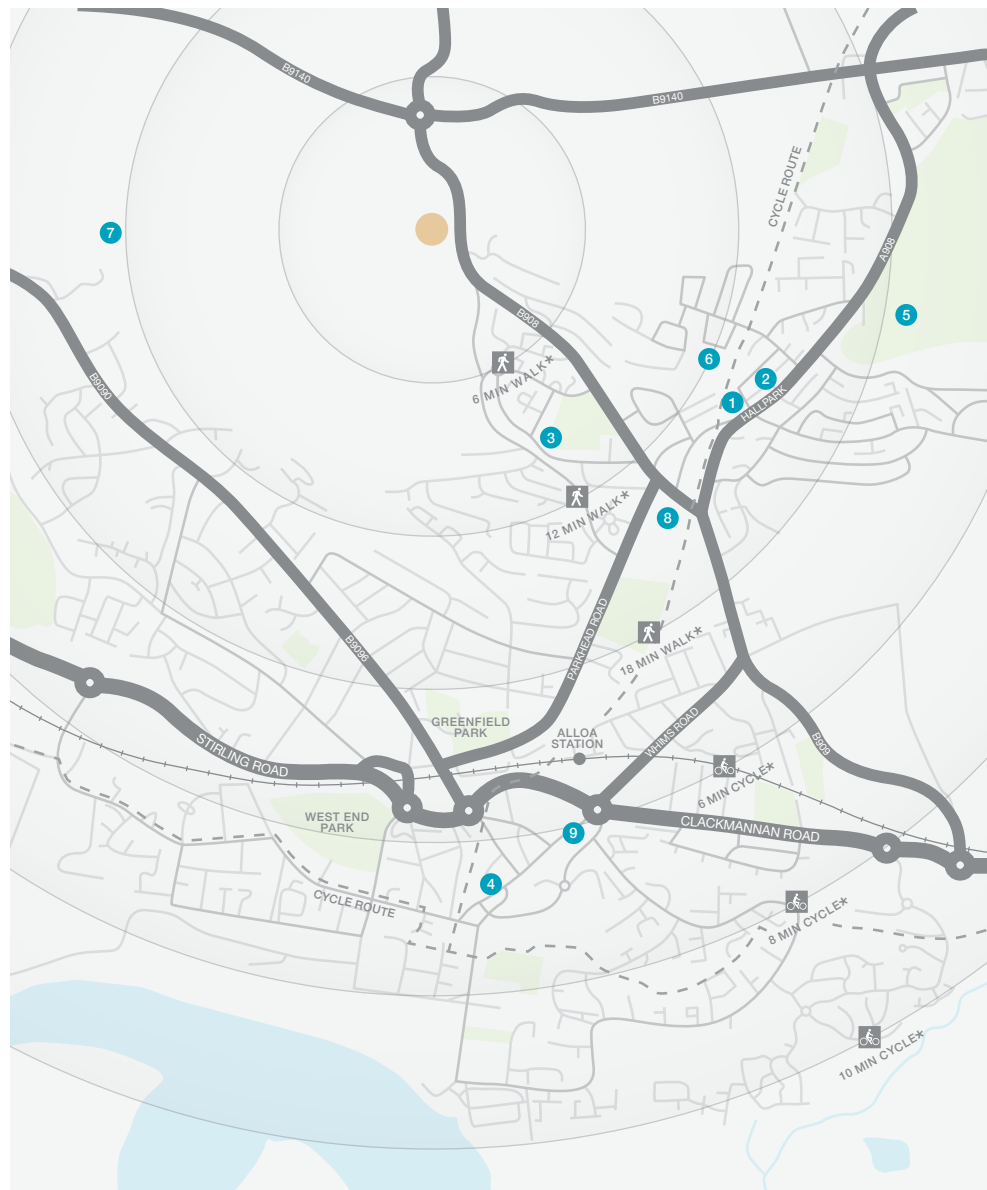 B9140
B9140
CYCLE ROUTE
7
A908
5
B908
6
6 MIN WALK*
2
B9090
1
HALLPARK
3
12 MIN WALK*
8
PARKHEAD ROAD
B9096
18 MIN WALK*
GREENFIELD
PARK
WHIMS ROAD
ALLOA
STATION
B909
STIRLING ROAD
6 MIN CYCLE*
WEST END
PARK
CLACKMANNAN ROAD
9
4
CYCLE ROUTE
8 MIN CYCLE*
10 MIN CYCLE*